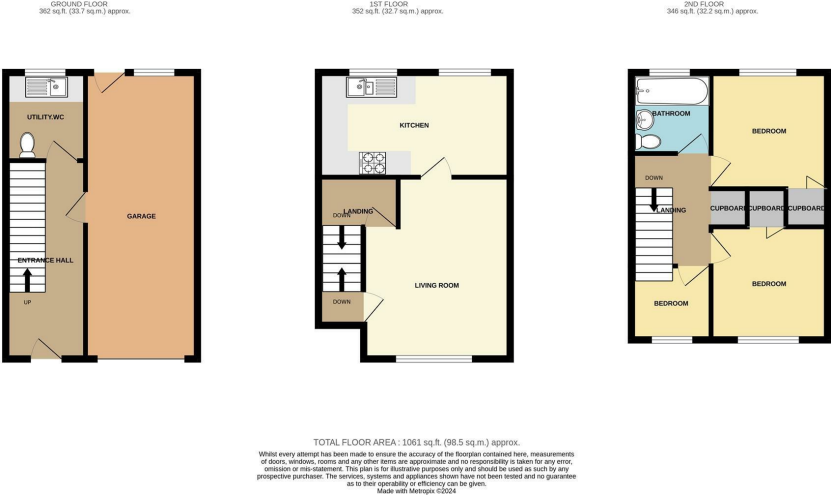 GROUND FLOOR
362 sq.ft. (33.7 sq.m.) approx.
UTILITY.WC
GARAGE
ENTRANCE HALL
UP
1ST FLOOR
352 sq.ft. (32.7 sq.m.) approx.
KITCHEN
LANDING
DOWN
LIVING ROOM
DOWN
2ND FLOOR
346 sq.ft. (32.2 sq.m.) approx.
BATHROOM
BEDROOM
DOWN
LANDING
CUPBOARD
CUPBOARD
CUPBOARD
BEDROOM
BEDROOM
TOTAL FLOOR AREA : 1061 sq.ft. (98.5 sq.m.) approx.
Whilst every attempt has been made to ensure the accuracy of the floorplan contained here, measurements
of doors, windows, rooms and any other items are approximate and no responsibility is taken for any error,
omission or mis-statement. This plan is for illustrative purposes only and should be used as such by any
prospective purchaser. The services, systems and appliances shown have not been tested and no guarantee
as to their operability or efficiency can be given.
Made with Metropix ©2024